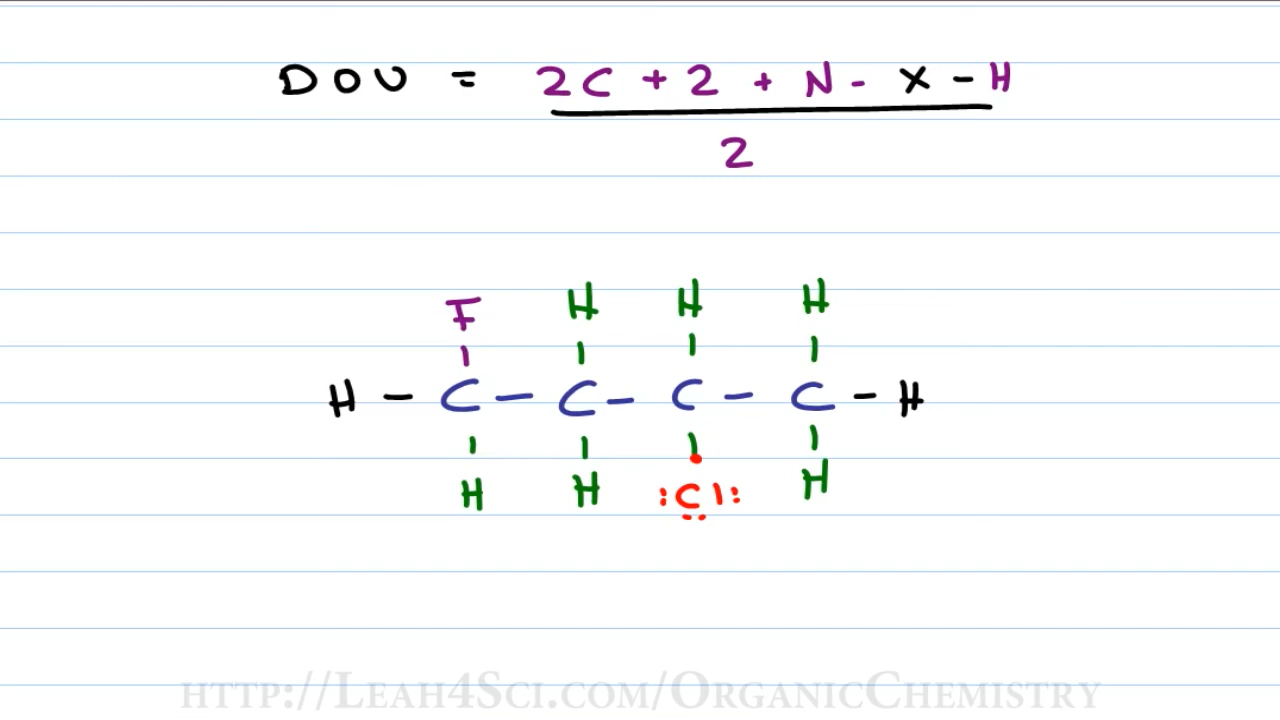 DOU = 2C + 2 + N - X - H
2
F H H H
H - C - C - C - C - H
H H :Cl: H
HTTP://LEAH4SCI.COM/ORGANICCHEMISTRY